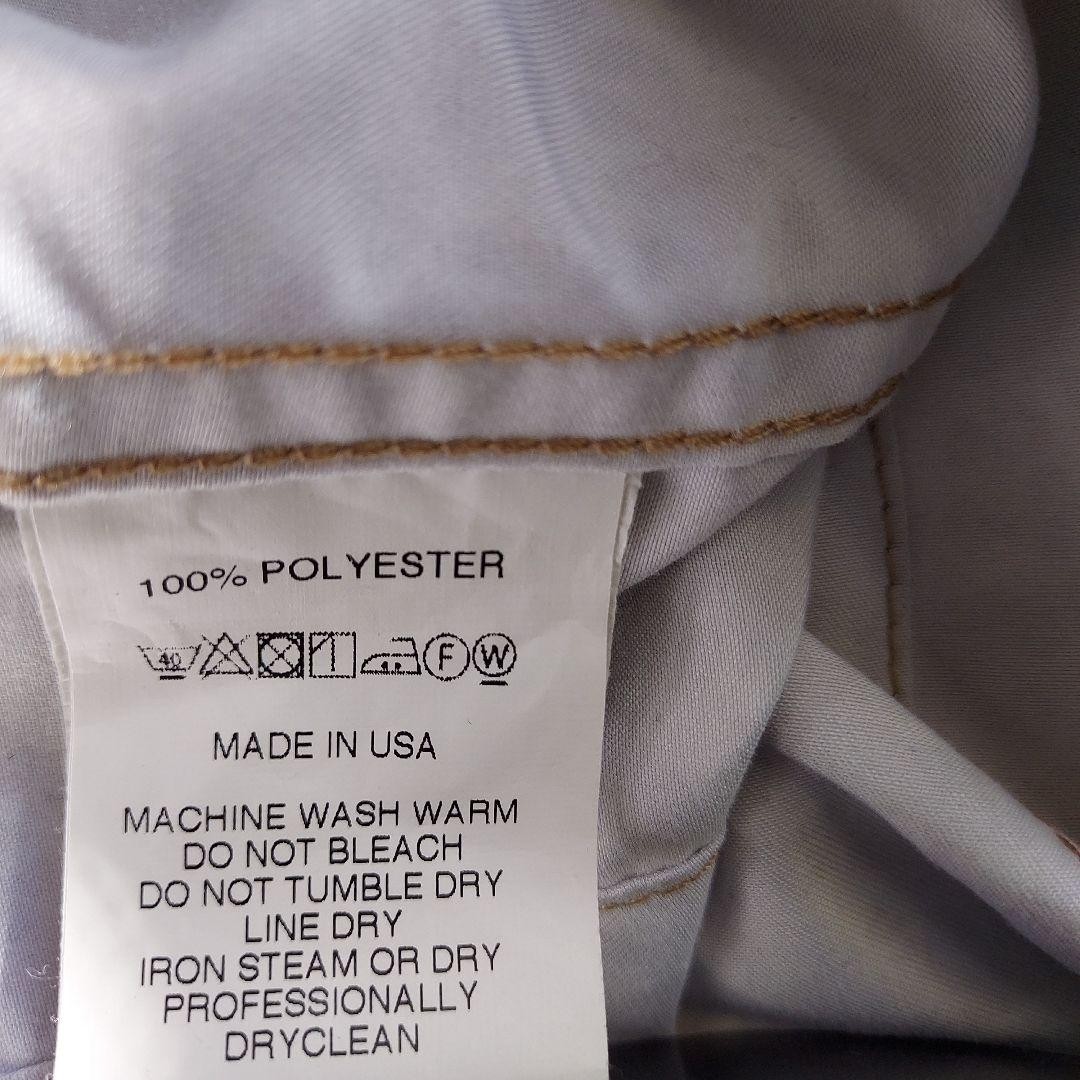 100% POLYESTER
40 F W
MADE IN USA
MACHINE WASH WARM
DO NOT BLEACH
DO NOT TUMBLE DRY
LINE DRY
IRON STEAM OR DRY
PROFESSIONALLY
DRYCLEAN